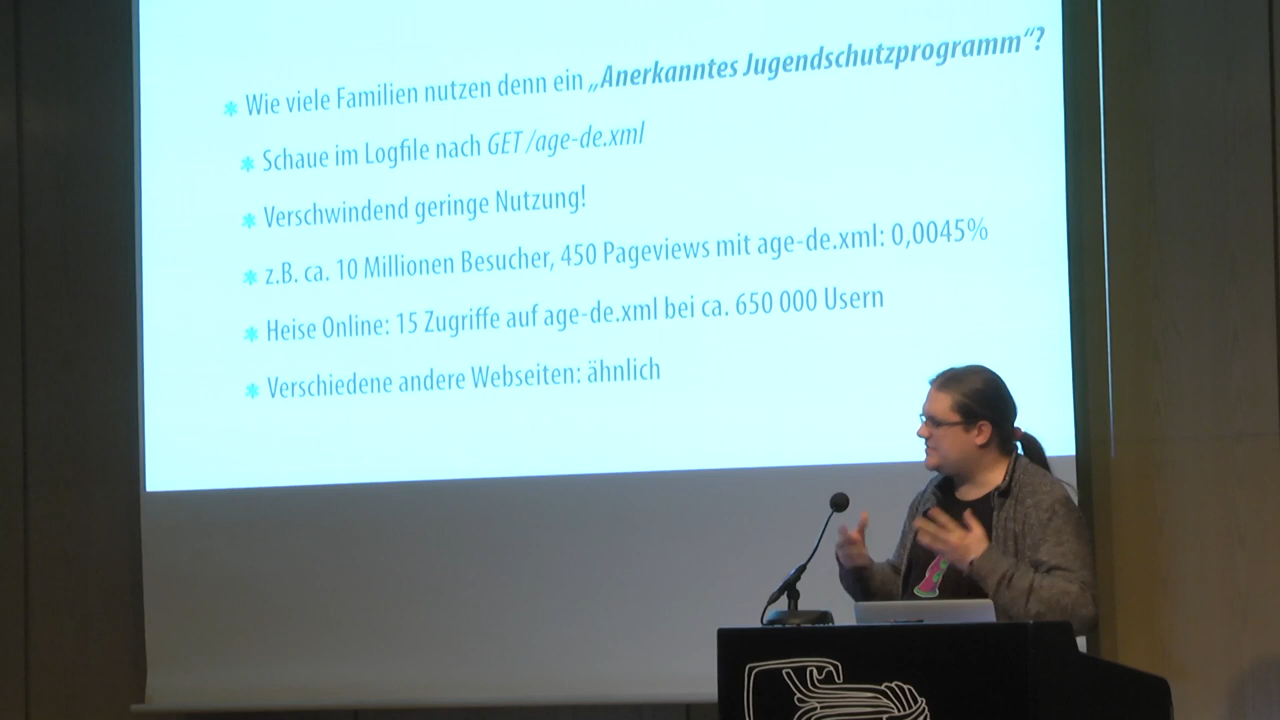 Wie viele Familien nutzen denn ein „Anerkanntes Jugendschutzprogramm“?
Schaue im Logfile nach GET /age-de.xml
Verschwindend geringe Nutzung!
z.B. ca. 10 Millionen Besucher, 450 Pageviews mit age-de.xml: 0,0045%
Heise Online: 15 Zugriffe auf age-de.xml bei ca. 650 000 Usern
Verschiedene andere Webseiten: ähnlich